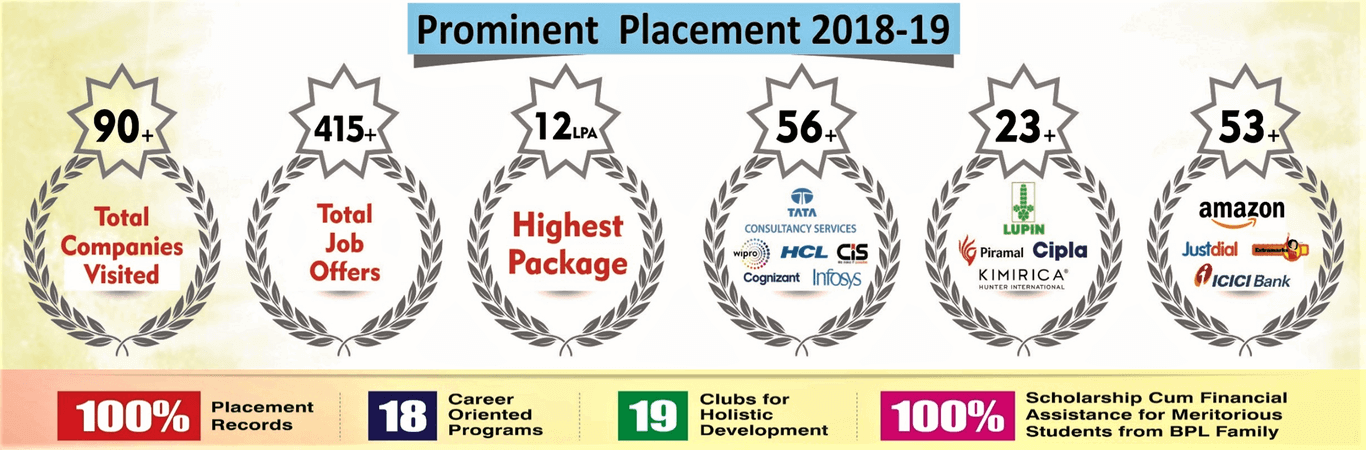 Prominent Placement 2018-19
90+
Total
Companies
Visited
415+
Total
Job
Offers
12LPA
Highest
Package
56+
TATA
CONSULTANCY SERVICES
wipro HCL CiS
Cognizant Infosys
23+
LUPIN
Piramal Cipla
KIMIRICA®
HUNTER INTERNATIONAL
53+
amazon
Justdial Extramarks
ICICI Bank
100% Placement
Records
18 Career
Oriented
Programs
19 Clubs for
Holistic
Development
100% Scholarship Cum Financial
Assistance for Meritorious
Students from BPL Family